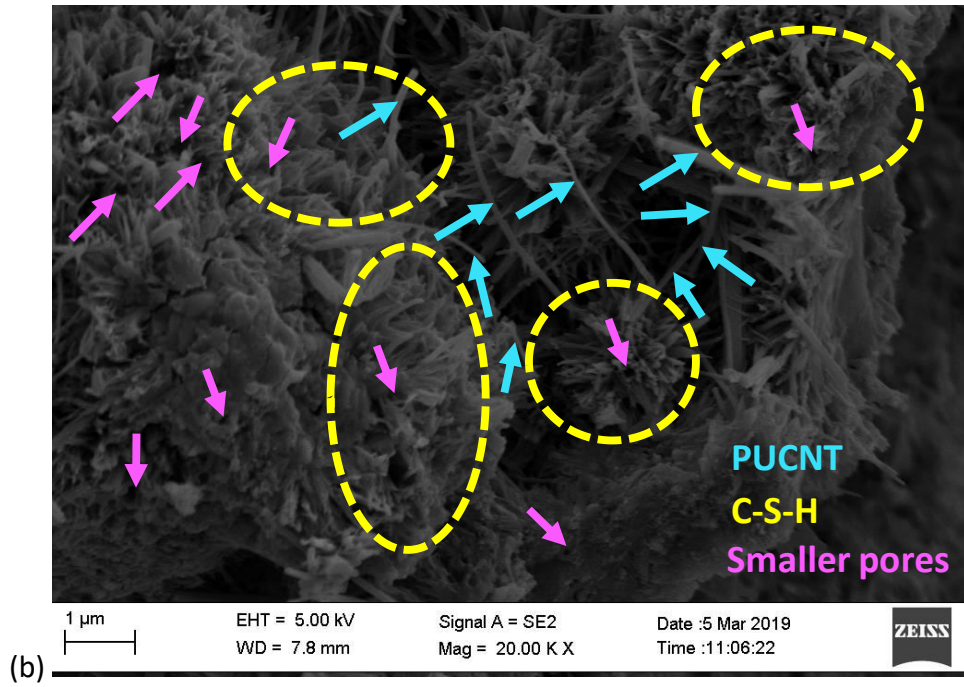 PUCNT
C-S-H
Smaller pores
1 µm
EHT = 5.00 kV
WD = 7.8 mm
Signal A = SE2
Mag = 20.00 K X
Date :5 Mar 2019
Time :11:06:22
ZEISS
(b)